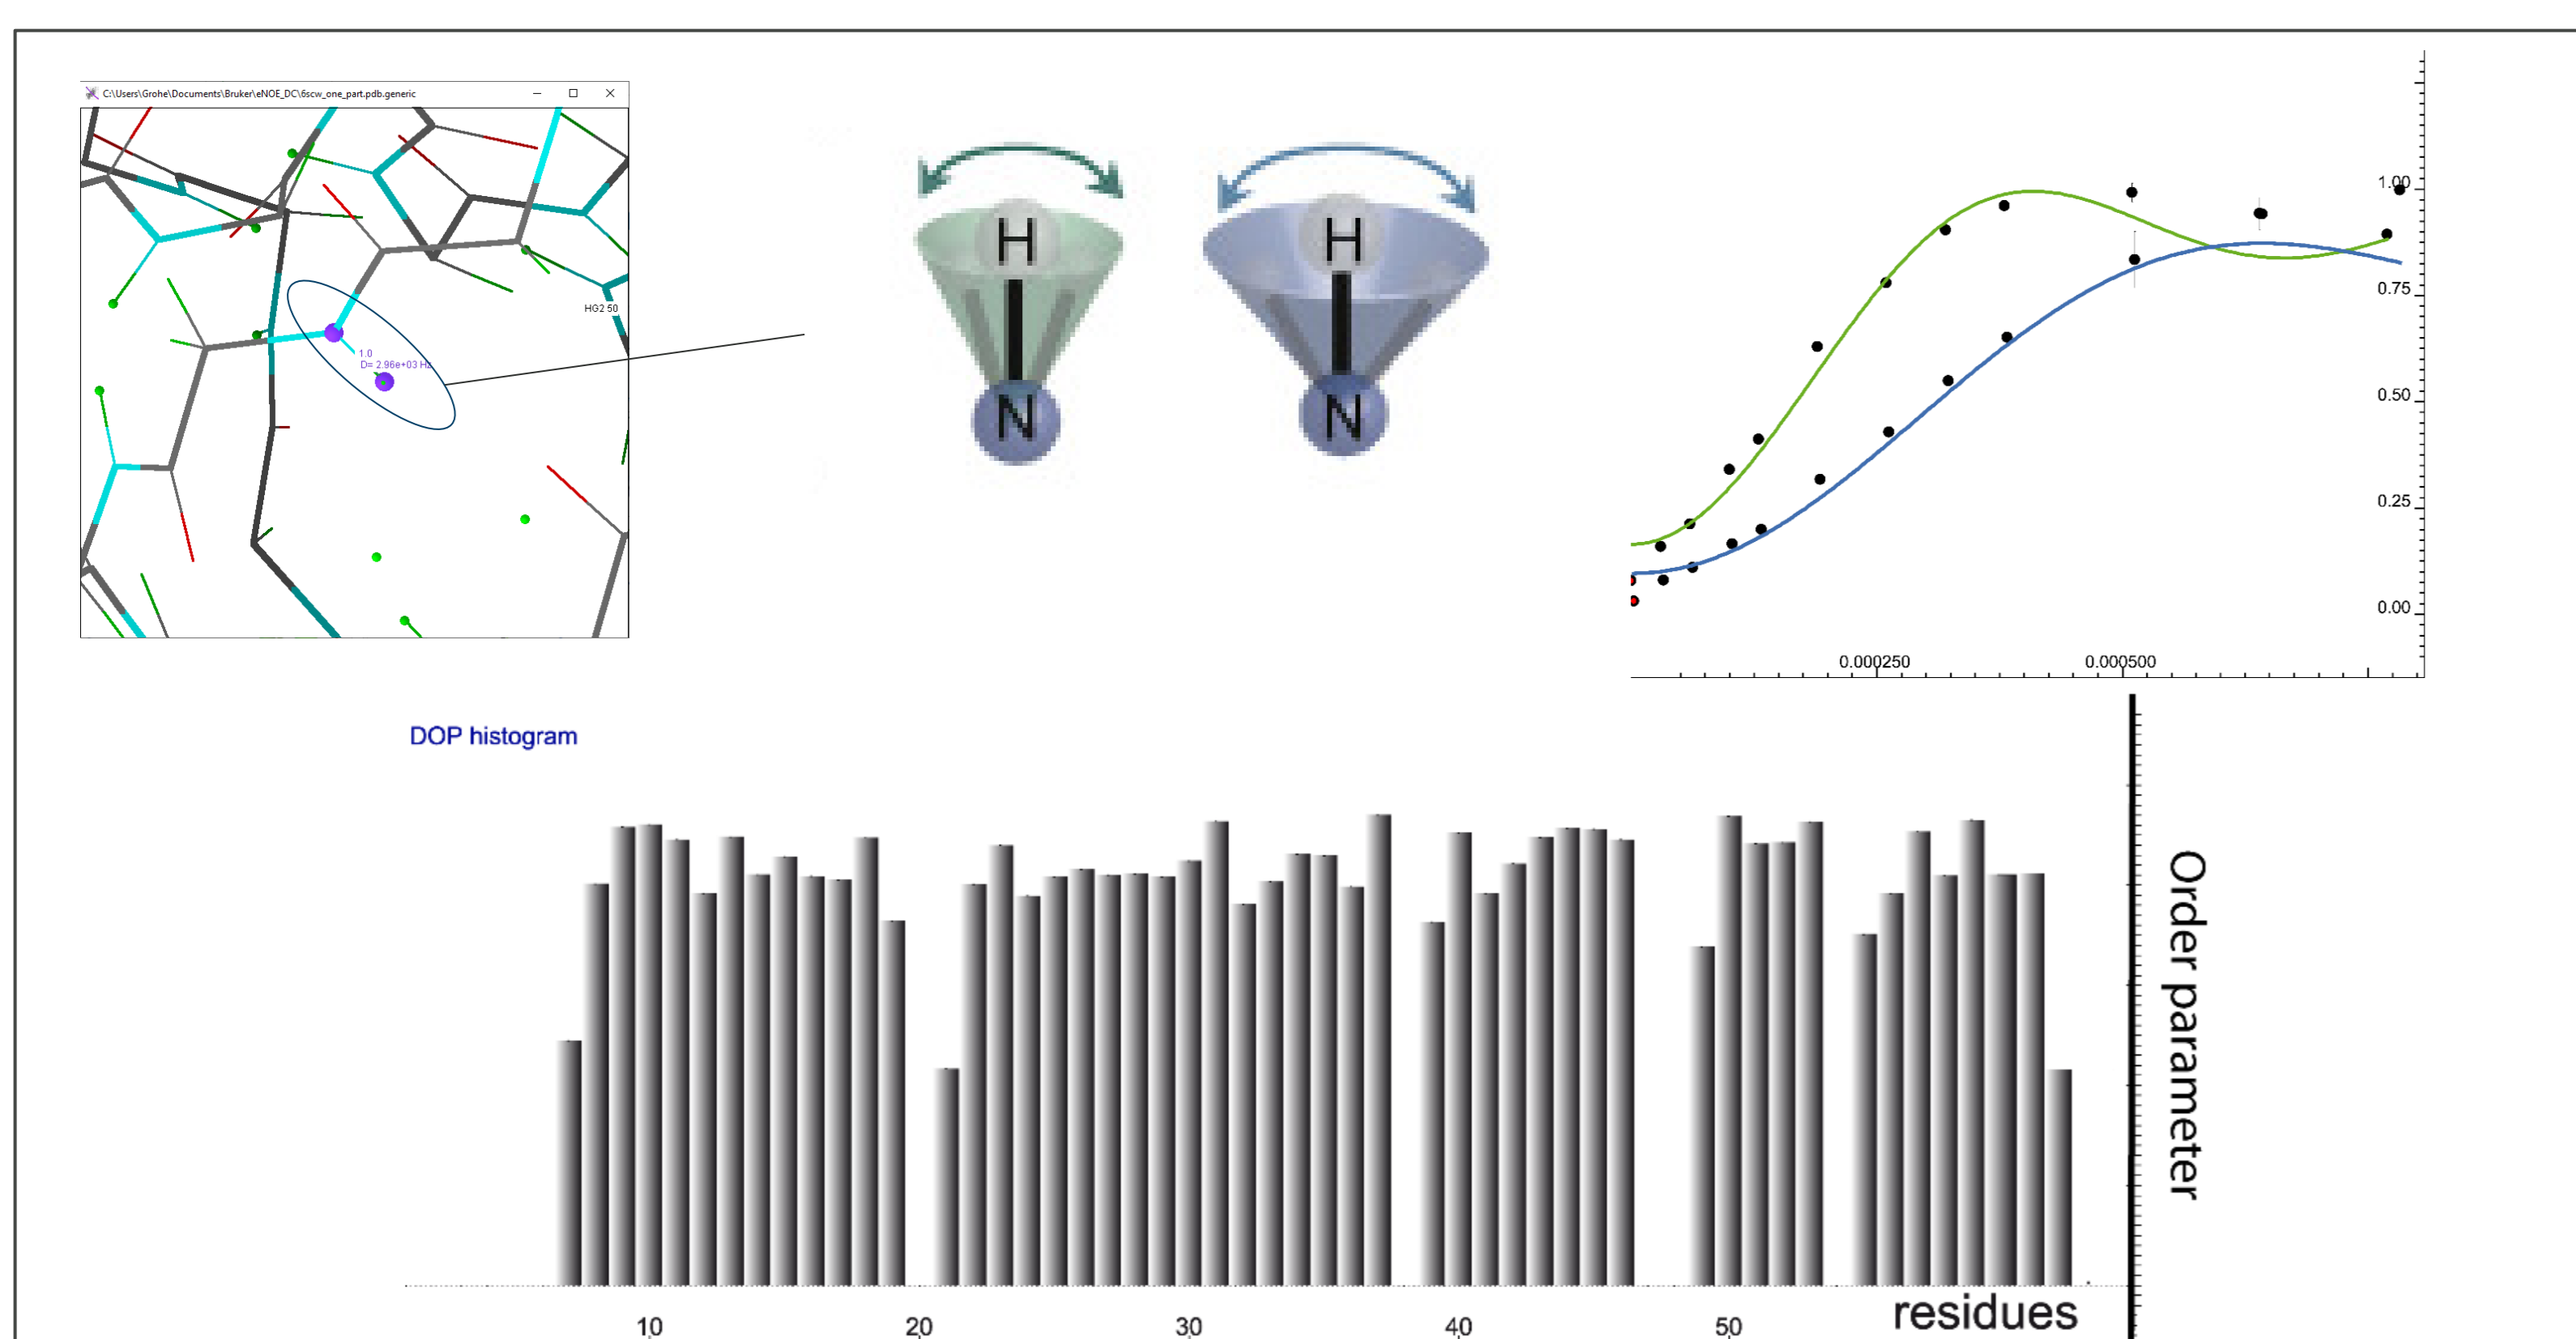 C:\Users\Grohe\Documents\Bruker\eNOE_DC\6scw_one_part.pdb.generic
HG2 50
1.0
D= 2.96e+03 Hz
H
H
N
N
1.00
0.75
0.50
0.25
0.00
0.000250
0.000500
DOP histogram
Order parameter
residues
10
20
30
40
50